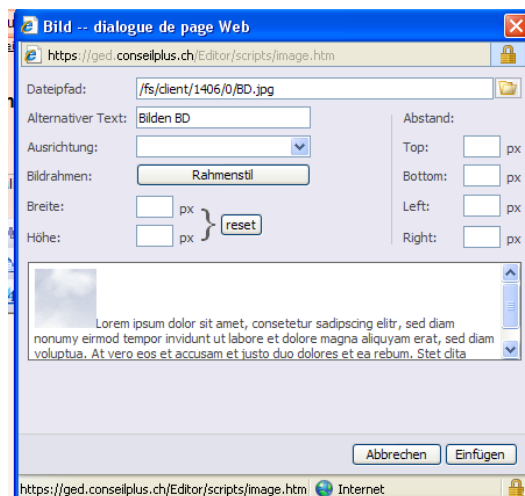 Bild -- dialogue de page Web
https://ged.conseilplus.ch/Editor/scripts/image.htm
Dateipfad: /fs/client/1406/0/BD.jpg
Alternativer Text: Bilden BD Abstand:
Ausrichtung: Top: px
Bildrahmen: Rahmenstil Bottom: px
Breite: px Left: px
reset
Höhe: px Right: px
Lorem ipsum dolor sit amet, consetetur sadipscing elitr, sed diam
nonumy eirmod tempor invidunt ut labore et dolore magna aliquyam erat, sed diam
voluptua. At vero eos et accusam et justo duo dolores et ea rebum. Stet clita
Abbrechen Einfügen
https://ged.conseilplus.ch/Editor/scripts/image.htm Internet